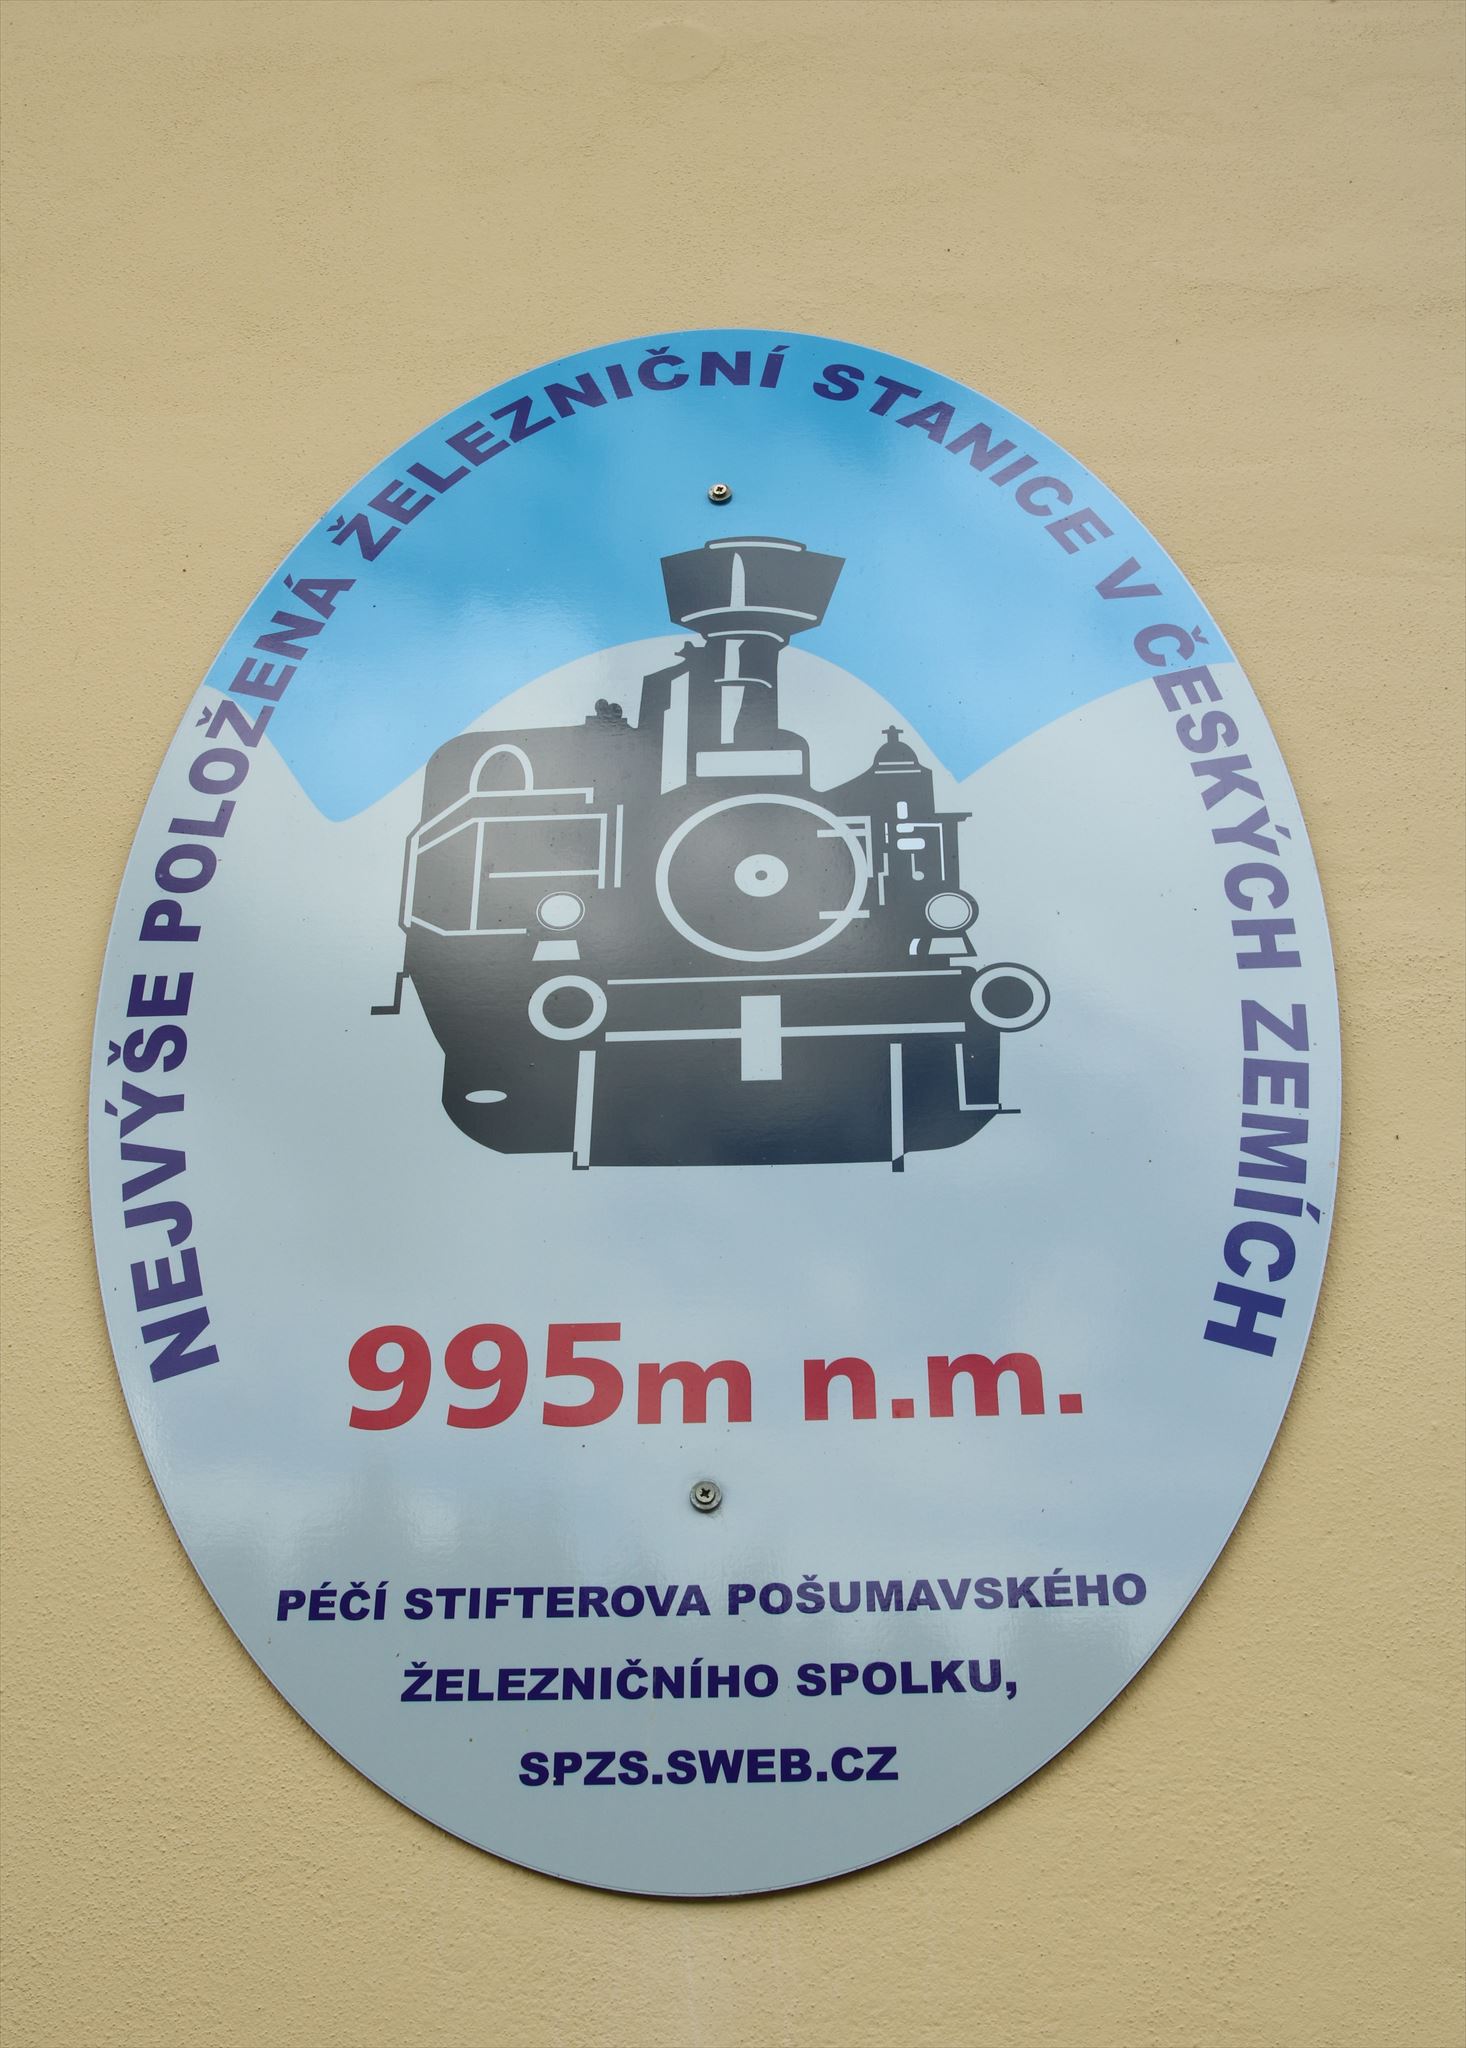 NEJVÝŠE POLOŽENÁ ŽELEZNIČNÍ STANICE V ČESKÝCH ZEMÍCH
995m n.m.
PÉČÍ STIFTEROVA POŠUMAVSKÉHO
ŽELEZNIČNÍHO SPOLKU,
SPZS.SWEB.CZ